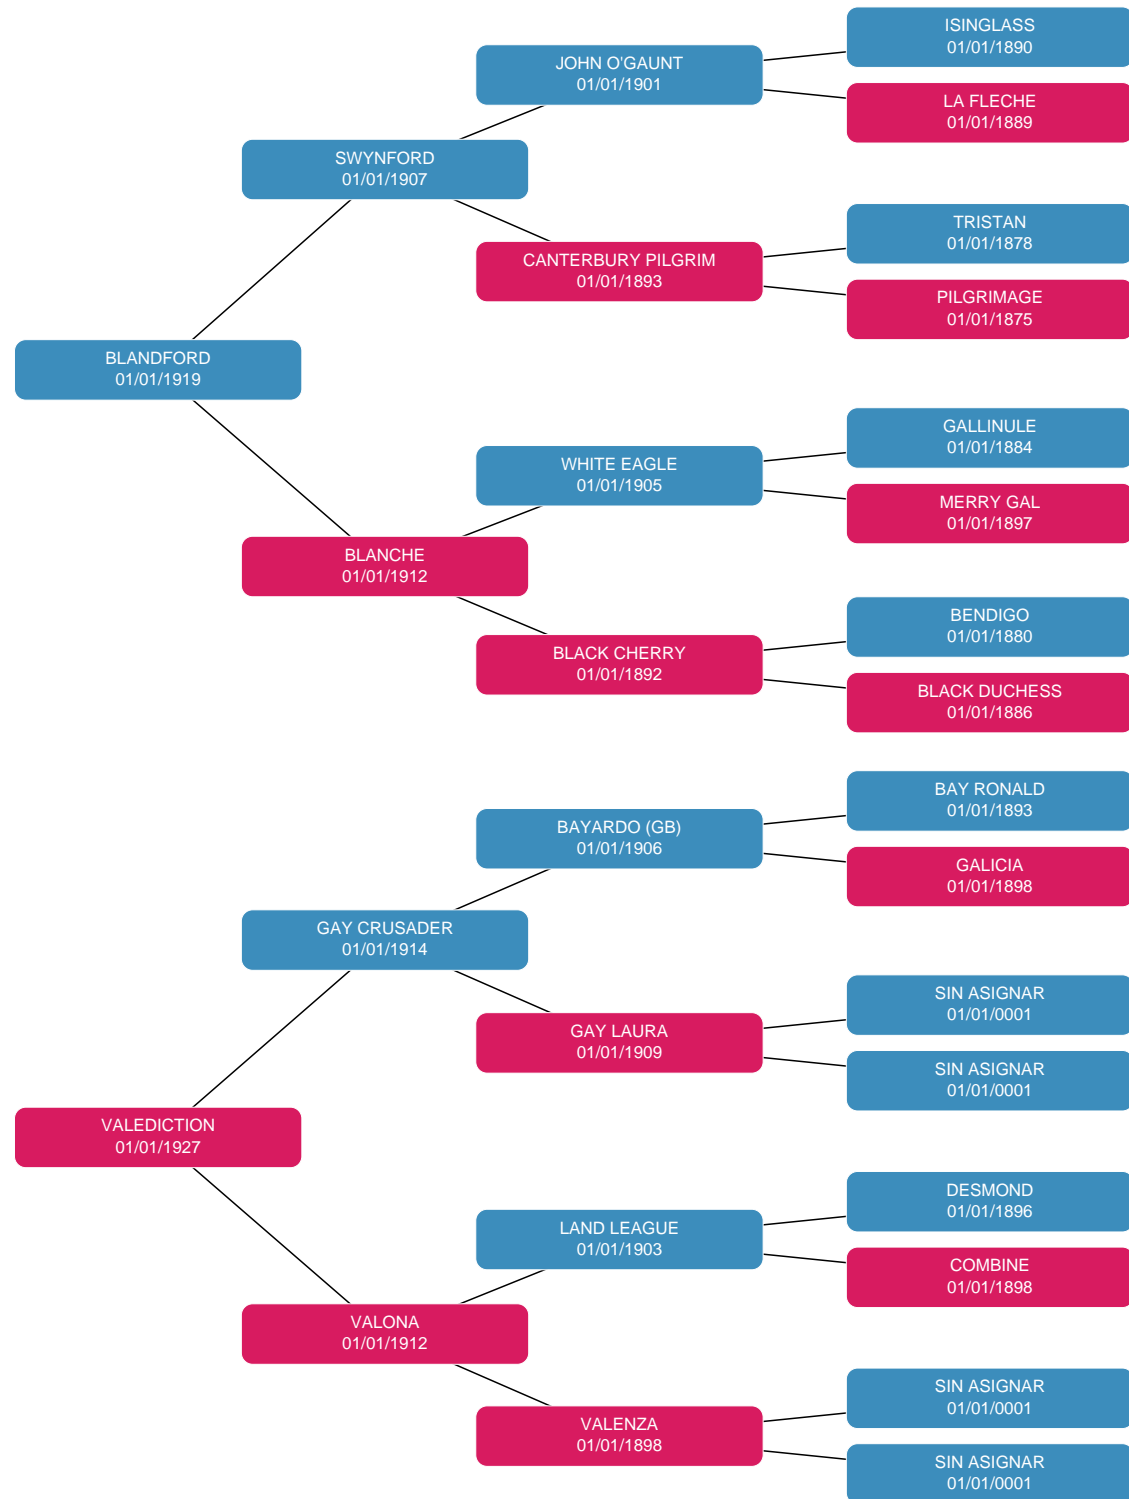 ISINGLASS
01/01/1890
JOHN O'GAUNT
01/01/1901
LA FLECHE
01/01/1889
SWYNFORD
01/01/1907
TRISTAN
01/01/1878
CANTERBURY PILGRIM
01/01/1893
PILGRIMAGE
01/01/1875
BLANDFORD
01/01/1919
GALLINULE
01/01/1884
WHITE EAGLE
01/01/1905
MERRY GAL
01/01/1897
BLANCHE
01/01/1912
BENDIGO
01/01/1880
BLACK CHERRY
01/01/1892
BLACK DUCHESS
01/01/1886
BAY RONALD
01/01/1893
BAYARDO (GB)
01/01/1906
GALICIA
01/01/1898
GAY CRUSADER
01/01/1914
SIN ASIGNAR
01/01/0001
GAY LAURA
01/01/1909
SIN ASIGNAR
01/01/0001
VALEDICTION
01/01/1927
DESMOND
01/01/1896
LAND LEAGUE
01/01/1903
COMBINE
01/01/1898
VALONA
01/01/1912
SIN ASIGNAR
01/01/0001
VALENZA
01/01/1898
SIN ASIGNAR
01/01/0001